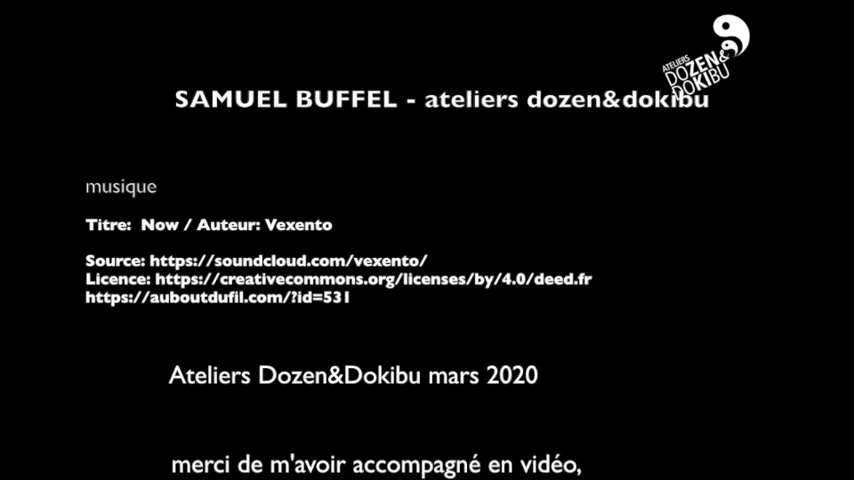 ATELIERS
DOZEN&
DOKIBU
SAMUEL BUFFEL - ateliers dozen&dokibu
musique
Titre: Now / Auteur: Vexento
Source: https://soundcloud.com/vexento/
Licence: https://creativecommons.org/licenses/by/4.0/deed.fr
https://auboutdufil.com/?id=531
Ateliers Dozen&Dokibu mars 2020
merci de m'avoir accompagné en vidéo,